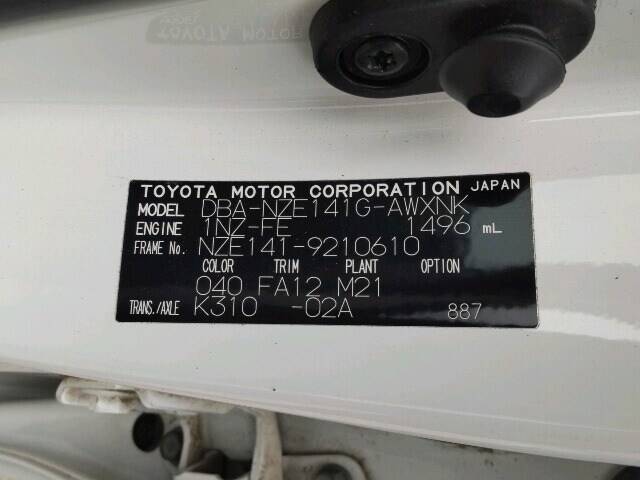 TOYOTA MOTOR CORPORATION JAPAN
MODEL DBA-NZE141G-AWXNK
ENGINE 1NZ-FE 1496 mL
FRAME No. NZE141-9210610
COLOR TRIM PLANT OPTION
040 FA12 M21
TRANS./AXLE K310 -02A 887